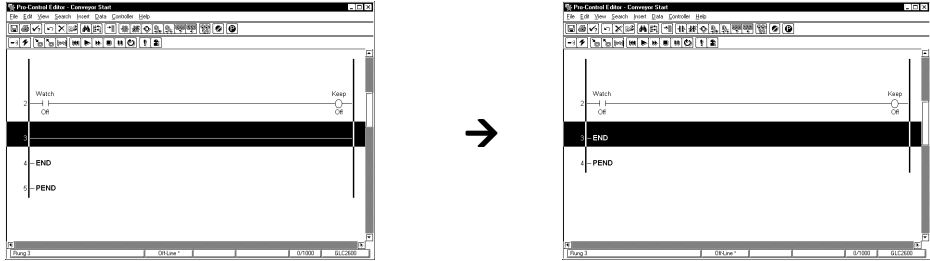 Pro-Control Editor - Conveyor Start
File Edit View Search Insert Data Controller Help
Watch
Keep
2
Off
Off
3
4 END
5 PEND
Rung 3
Off-Line *
0/1000
GLC2600
Pro-Control Editor - Conveyor Start
File Edit View Search Insert Data Controller Help
Watch
Keep
2
Off
Off
3 END
4 PEND
Rung 3
Off-Line *
0/1000
GLC2600